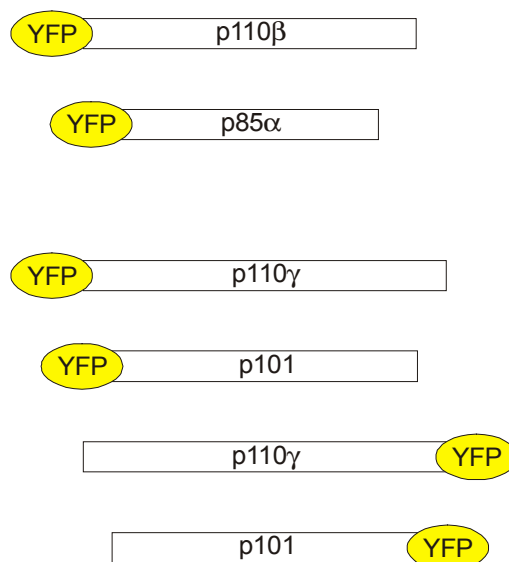 YFP p110β
YFP p85α
YFP p110γ
YFP p101
p110γ YFP
p101 YFP